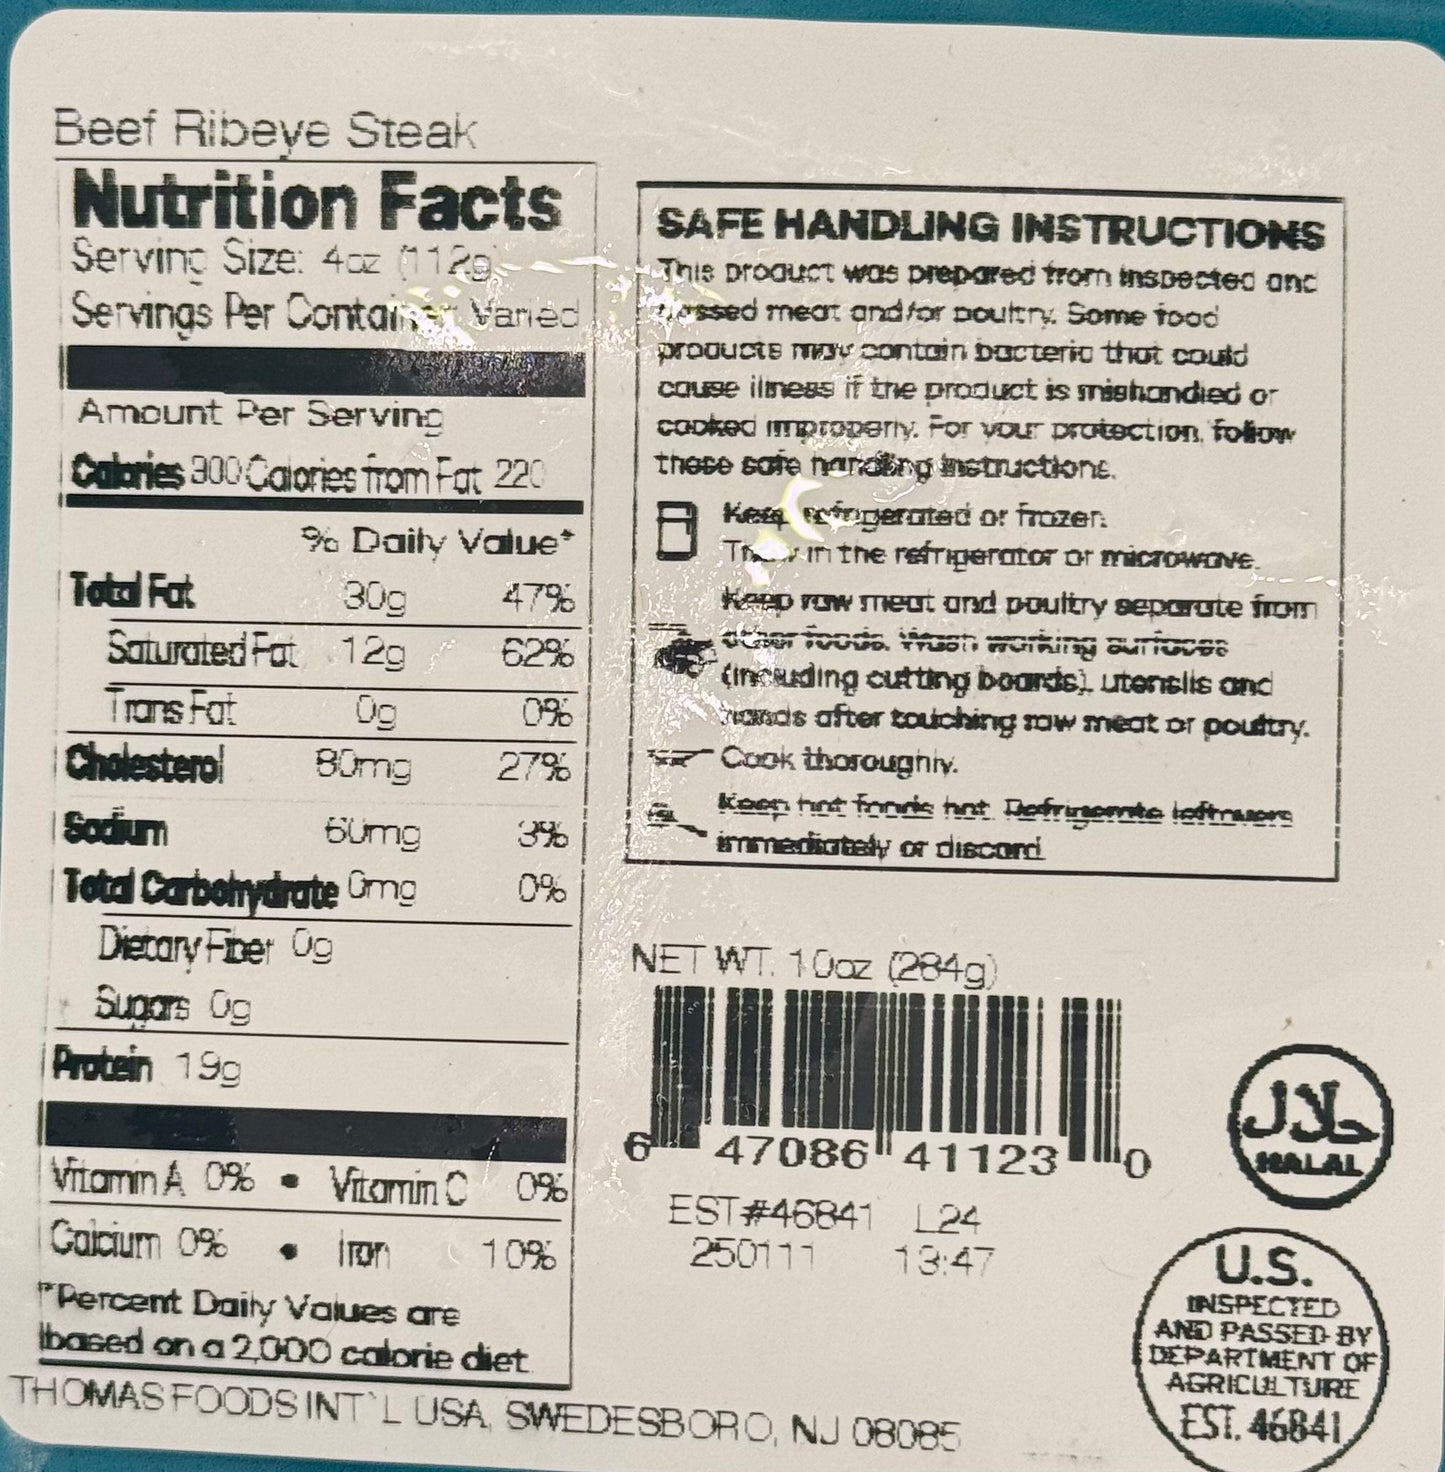 Beef Ribeye Steak
Nutrition Facts
Serving Size: 4oz (112g)
Servings Per Container Varied
Amount Per Serving
Calories 300 Calories from Fat 220
% Daily Value*
Total Fat 30g 47%
Saturated Fat 12g 62%
Trans Fat 0g 0%
Cholesterol 80mg 27%
Sodium 60mg 3%
Total Carbohydrate 0mg 0%
Dietary Fiber 0g
Sugars 0g
Protein 19g
Vitamin A 0% • Vitamin C 0%
Calcium 0% • Iron 10%
*Percent Daily Values are
based on a 2,000 calorie diet
THOMAS FOODS INT`L USA, SWEDESBORO, NJ 08085
SAFE HANDLING INSTRUCTIONS
This product was prepared from inspected and
passed meat and/or poultry. Some food
products may contain bacteria that could
cause illness if the product is mishandled or
cooked improperly. For your protection, follow
these safe handling instructions.
Keep refrigerated or frozen.
Thaw in the refrigerator or microwave.
Keep raw meat and poultry separate from
other foods. Wash working surfaces
(including cutting boards), utensils and
hands after touching raw meat or poultry.
Cook thoroughly.
Keep hot foods hot. Refrigerate leftovers
immediately or discard.
NET WT. 10oz (284g)
6 47086 41123 0
EST#46841 L24
250111 13:47
حلال
HALAL
U.S.
INSPECTED
AND PASSED BY
DEPARTMENT OF
AGRICULTURE
EST. 46841